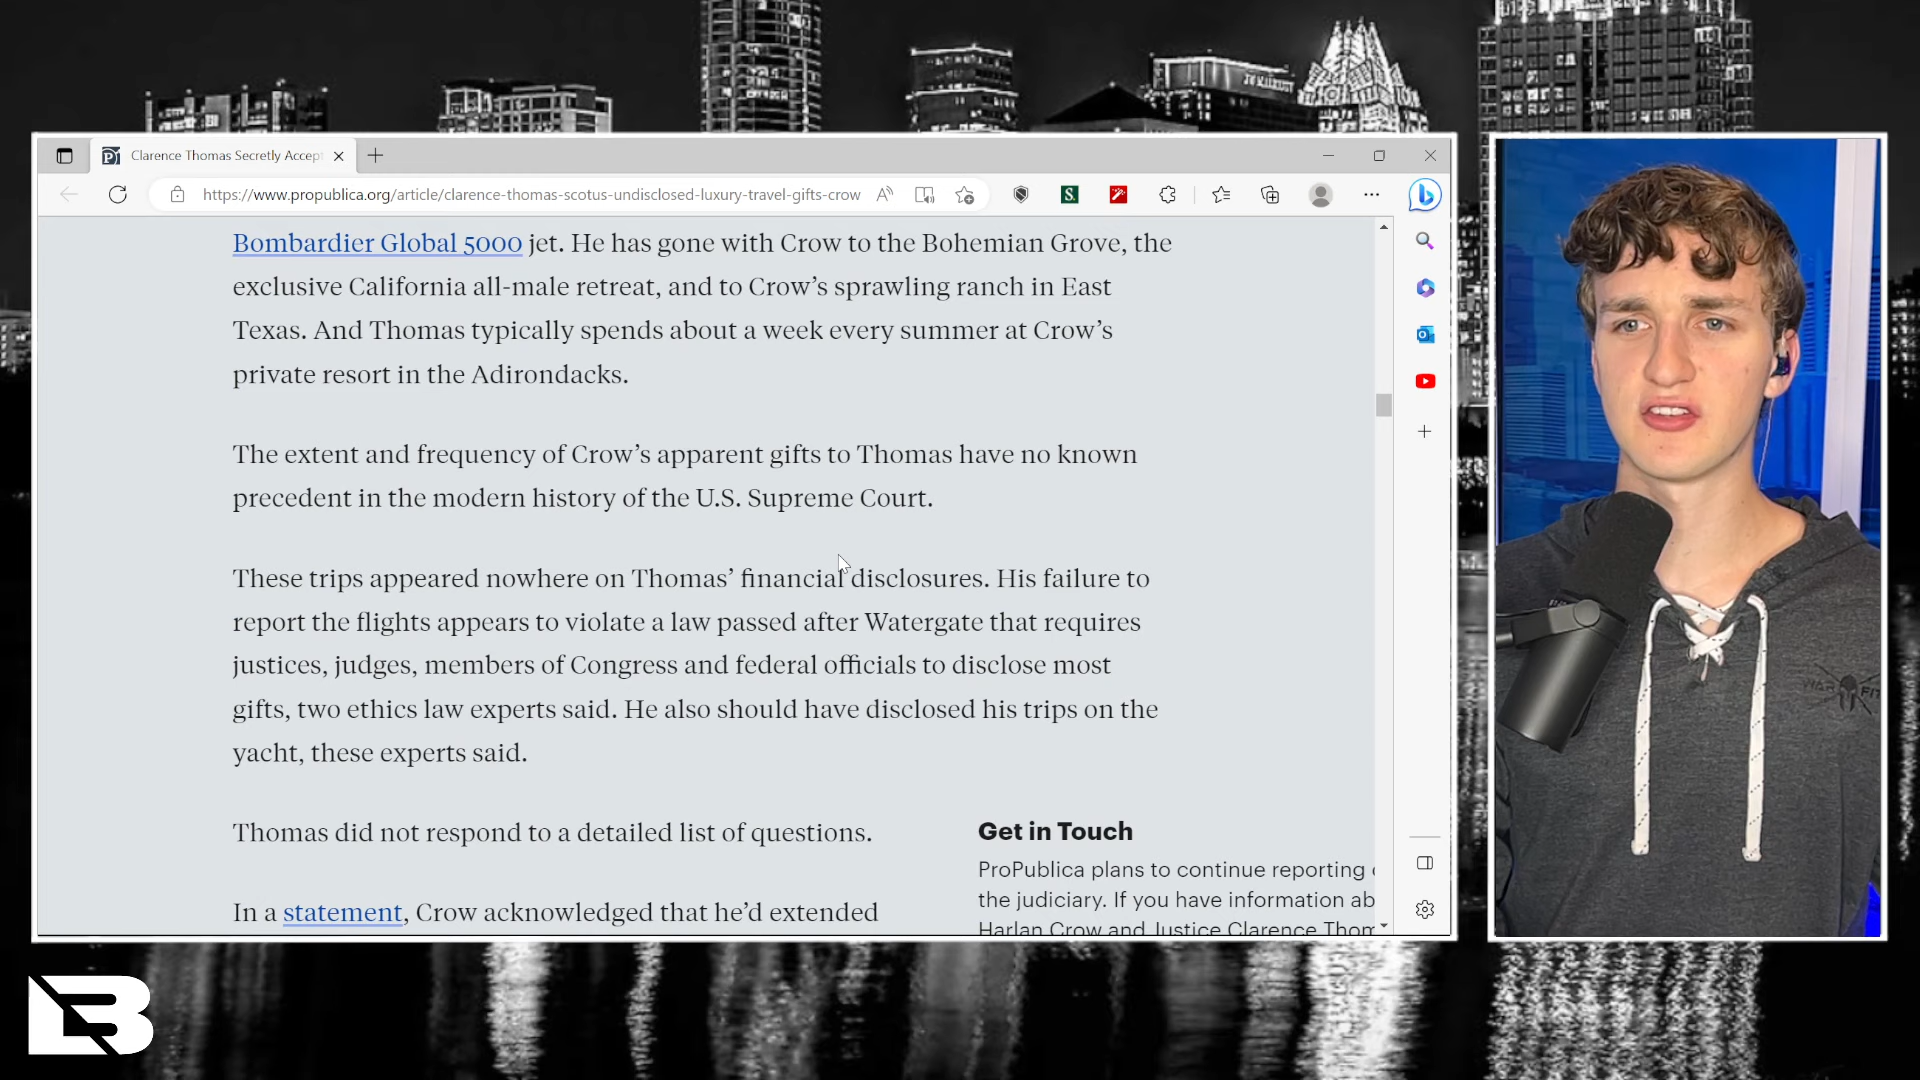 Clarence Thomas Secretly Accep
https://www.propublica.org/article/clarence-thomas-scotus-undisclosed-luxury-travel-gifts-crow
Bombardier Global 5000 jet. He has gone with Crow to the Bohemian Grove, the
exclusive California all-male retreat, and to Crow’s sprawling ranch in East
Texas. And Thomas typically spends about a week every summer at Crow’s
private resort in the Adirondacks.
The extent and frequency of Crow’s apparent gifts to Thomas have no known
precedent in the modern history of the U.S. Supreme Court.
These trips appeared nowhere on Thomas’ financial disclosures. His failure to
report the flights appears to violate a law passed after Watergate that requires
justices, judges, members of Congress and federal officials to disclose most
gifts, two ethics law experts said. He also should have disclosed his trips on the
yacht, these experts said.
Thomas did not respond to a detailed list of questions.
In a statement, Crow acknowledged that he’d extended
Get in Touch
ProPublica plans to continue reporting
the judiciary. If you have information ab
Harlan Crow and Justice Clarence Thom